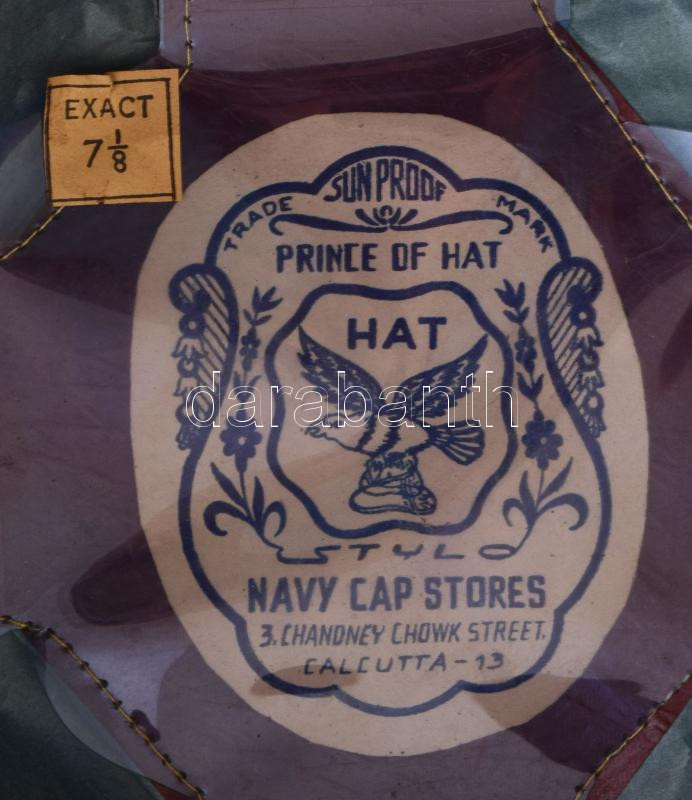 EXACT
7 1/8
SUN PROOF
TRADE MARK
PRINCE OF HAT
HAT
darabanth
STYLO
NAVY CAP STORES
3, CHANDNEY CHOWK STREET.
CALCUTTA-13